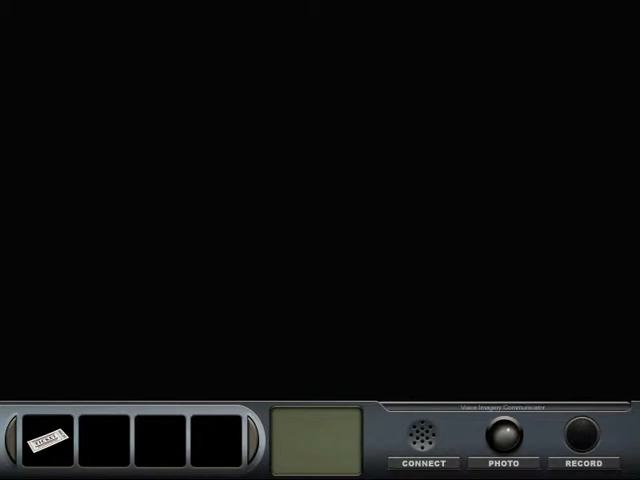 Voice Imagery Communicator
TICKET
CONNECT
PHOTO
RECORD